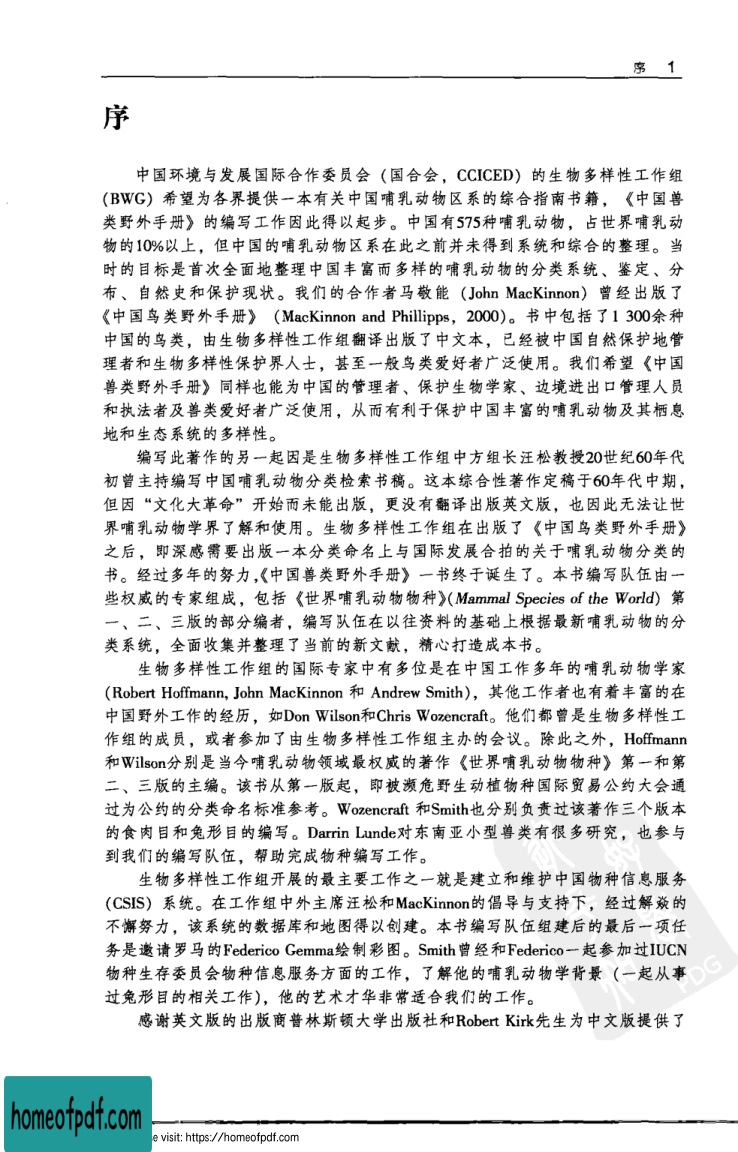 序 1
序
中国环境与发展国际合作委员会（国合会，CCICED）的生物多样性工作组
(BWG) 希望为各界提供一本有关中国哺乳动物区系的综合指南书籍，《中国兽
类野外手册》的编写工作因此得以起步。中国有575种哺乳动物，占世界哺乳动
物的10%以上，但中国的哺乳动物区系在此之前并未得到系统和综合的整理。当
时的目标是首次全面地整理中国丰富而多样的哺乳动物的分类系统、鉴定、分
布、自然史和保护现状。我们的合作者马敬能（John MacKinnon）曾经出版了
《中国鸟类野外手册》（MacKinnon and Phillipps，2000）。书中包括了1 300余种
中国的鸟类，由生物多样性工作组翻译出版了中文本，已经被中国自然保护地管
理者和生物多样性保护界人士，甚至一般鸟类爱好者广泛使用。我们希望《中国
兽类野外手册》同样也能为中国的管理者、保护生物学家、边境进出口管理人员
和执法者及兽类爱好者广泛使用，从而有利于保护中国丰富的哺乳动物及其栖息
地和生态系统的多样性。
编写此著作的另一起因是生物多样性工作组中方组长汪松教授20世纪60年代
初曾主持编写中国哺乳动物分类检索书稿。这本综合性著作定稿于60年代中期，
但因“文化大革命”开始而未能出版，更没有翻译出版英文版，也因此无法让世
界哺乳动物学界了解和使用。生物多样性工作组在出版了《中国鸟类野外手册》
之后，即深感需要出版一本分类命名上与国际发展合拍的关于哺乳动物分类的
书。经过多年的努力,《中国兽类野外手册》一书终于诞生了。本书编写队伍由一
些权威的专家组成，包括《世界哺乳动物物种》(Mammal Species of the World）第
一、二、三版的部分编者，编写队伍在以往资料的基础上根据最新哺乳动物的分
类系统，全面收集并整理了当前的新文献，精心打造成本书。
生物多样性工作组的国际专家中有多位是在中国工作多年的哺乳动物学家
(Robert Hoffmann, John MacKinnon 和 Andrew Smith)，其他工作者也有着丰富的在
中国野外工作的经历，如Don Wilson和Chris Wozencraft。他们都曾是生物多样性工
作组的成员，或者参加了由生物多样性工作组主办的会议。除此之外，Hoffmann
和Wilson分别是当今哺乳动物领域最权威的著作《世界哺乳动物物种》第一和第
二、三版的主编。该书从第一版起，即被濒危野生动植物种国际贸易公约大会通
过为公约的分类命名标准参考。Wozencraft 和Smith也分别负责过该著作三个版本
的食肉目和兔形目的编写。Darrin Lunde对东南亚小型兽类有很多研究，也参与
到我们的编写队伍，帮助完成物种编写工作。
生物多样性工作组开展的最主要工作之一就是建立和维护中国物种信息服务
(CSIS）系统。在工作组中外主席汪松和MacKinnon的倡导与支持下，经过解焱的
不懈努力，该系统的数据库和地图得以创建。本书编写队伍组建后的最后一项任
务是邀请罗马的Federico Gemma绘制彩图。Smith曾经和Federico一起参加过IUCN
物种生存委员会物种信息服务方面的工作，了解他的哺乳动物学背景（一起从事
过兔形目的相关工作)，他的艺术才华非常适合我们的工作。
感谢英文版的出版商普林斯顿大学出版社和Robert Kirk先生为中文版提供了
PDG
homeofpdf.com
e visit: https://homeofpdf.com